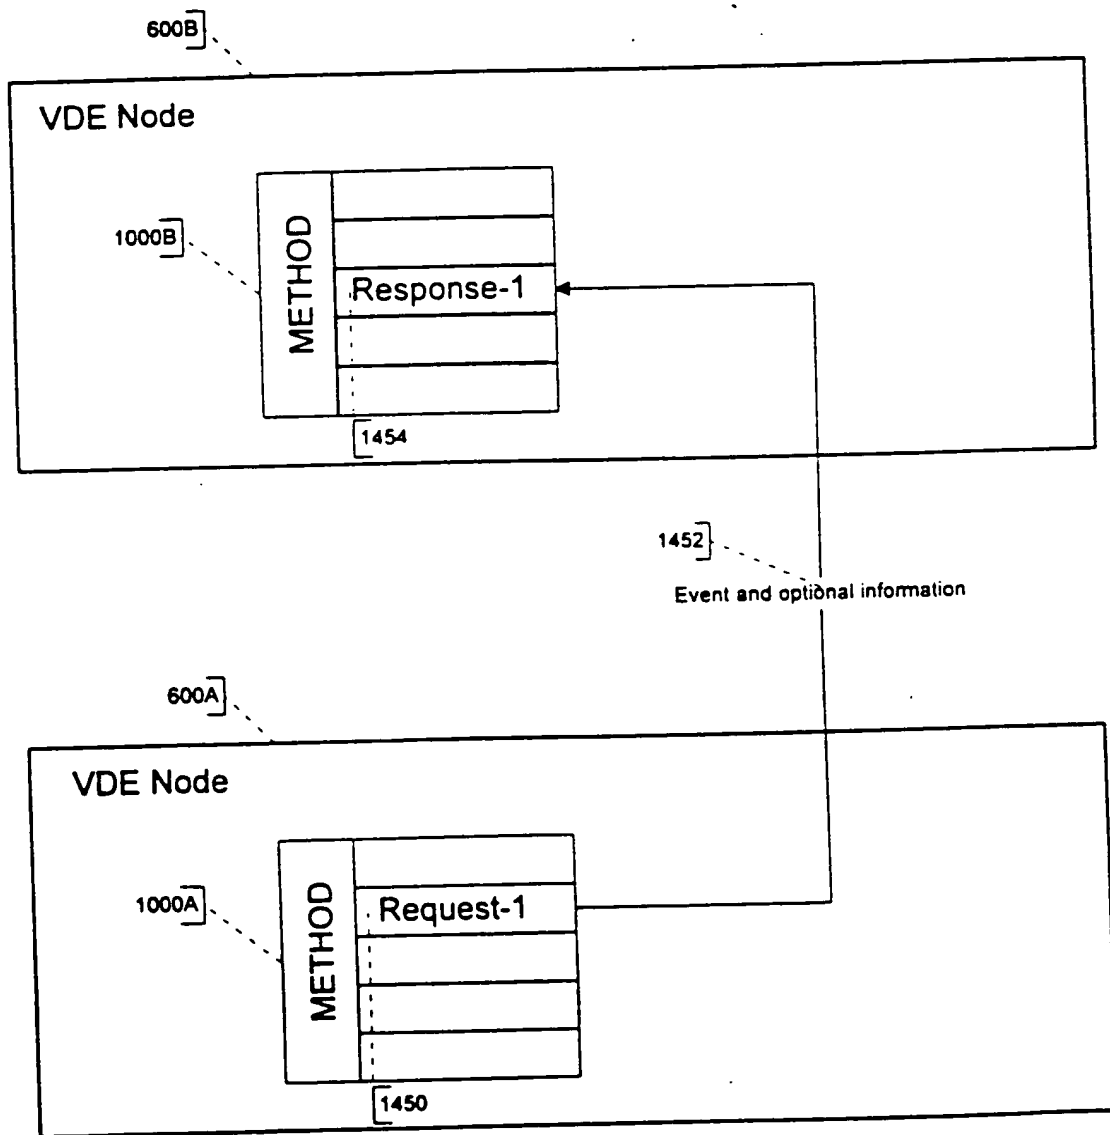 600B
VDE Node
1000B
METHOD
Response-1
1454
1452
Event and optional information
600A
VDE Node
1000A
METHOD
Request-1
1450